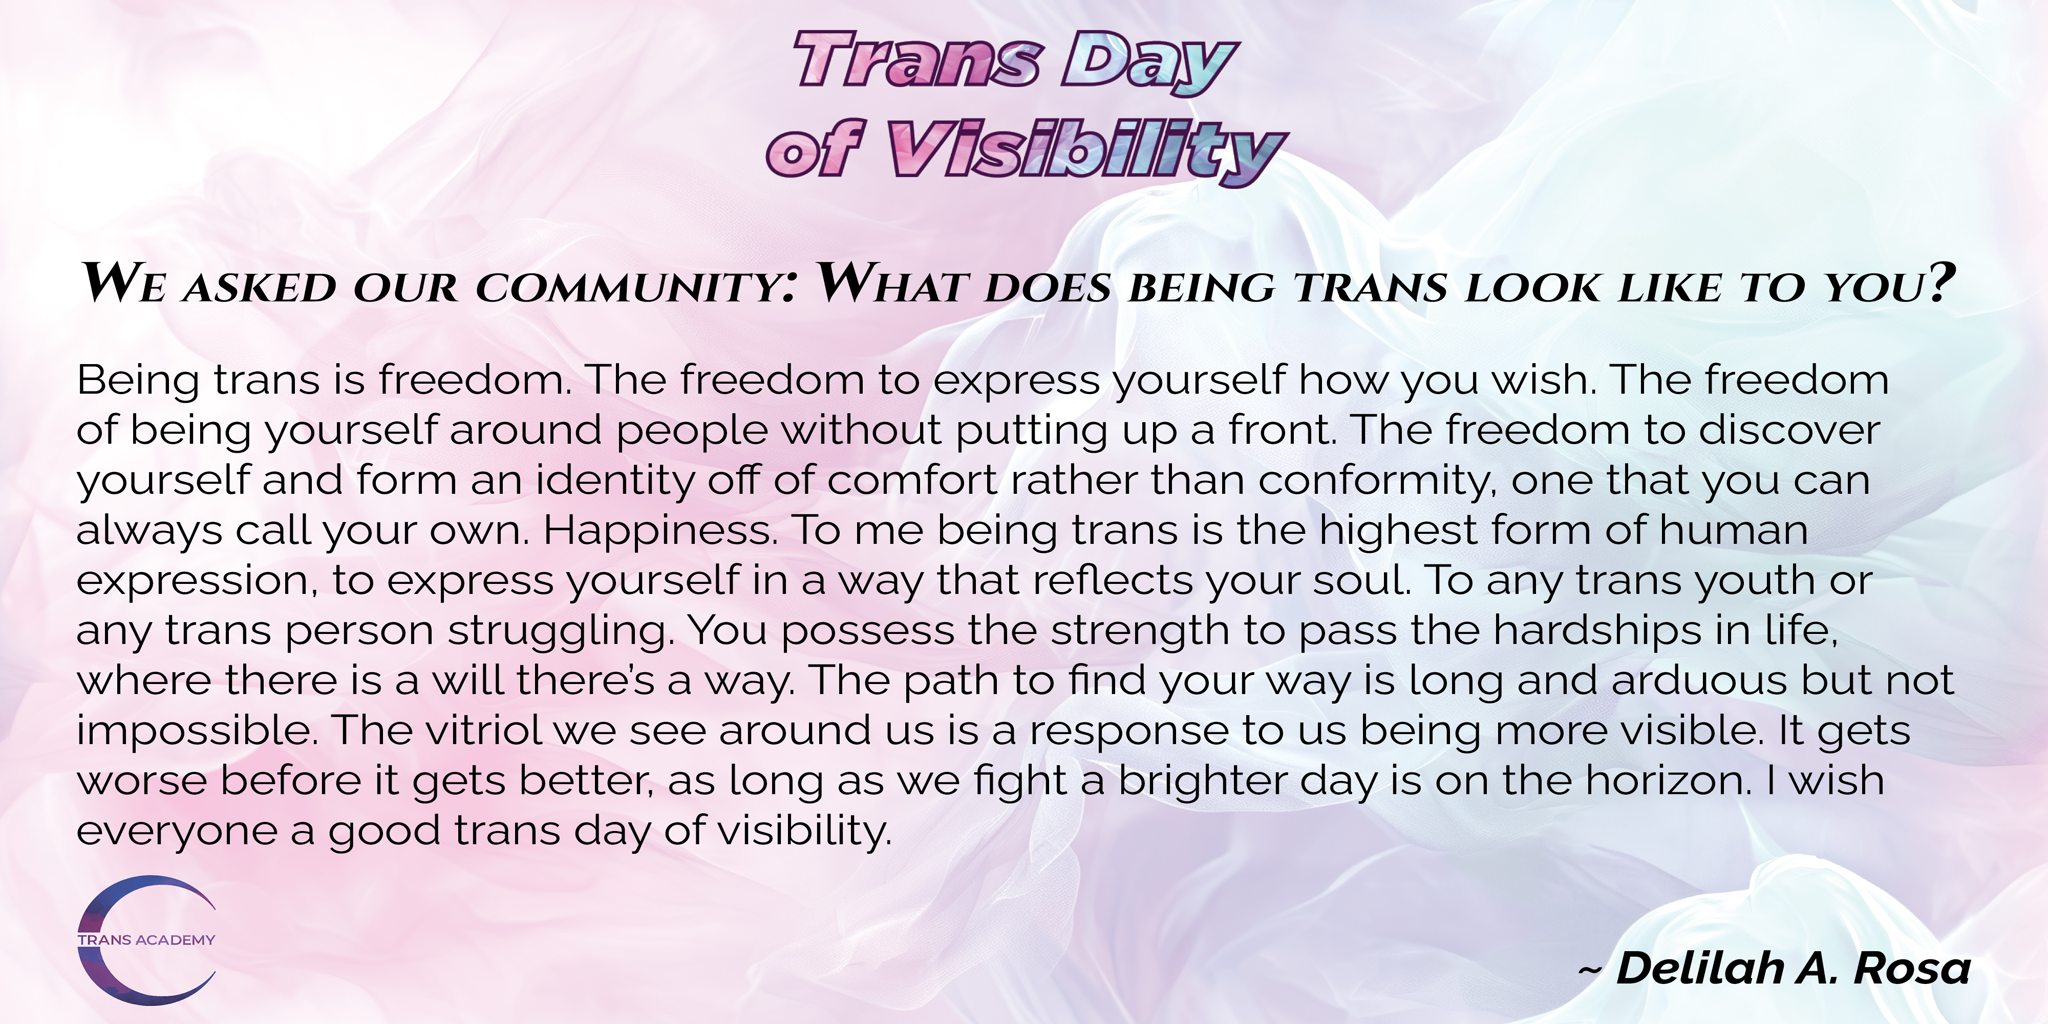 Trans Day
of Visibility
We asked our community: What does being trans look like to you?
Being trans is freedom. The freedom to express yourself how you wish. The freedom
of being yourself around people without putting up a front. The freedom to discover
yourself and form an identity off of comfort rather than conformity, one that you can
always call your own. Happiness. To me being trans is the highest form of human
expression, to express yourself in a way that reflects your soul. To any trans youth or
any trans person struggling. You possess the strength to pass the hardships in life,
where there is a will there’s a way. The path to find your way is long and arduous but not
impossible. The vitriol we see around us is a response to us being more visible. It gets
worse before it gets better, as long as we fight a brighter day is on the horizon. I wish
everyone a good trans day of visibility.
TRANS ACADEMY
~ Delilah A. Rosa